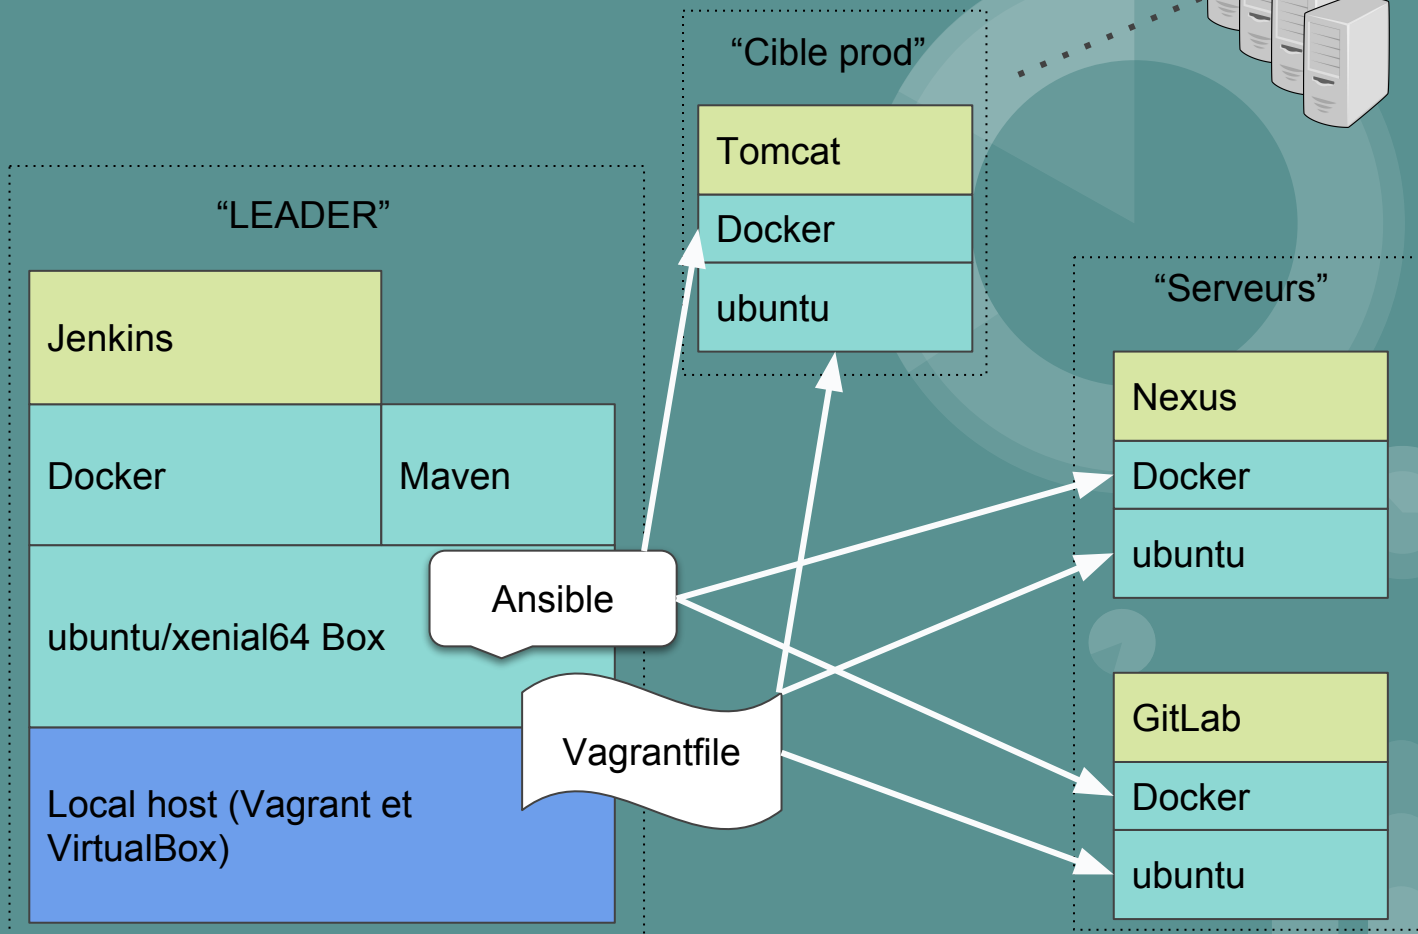 “Cible prod”
Tomcat
Docker
ubuntu
“LEADER”
Jenkins
Docker
Maven
ubuntu/xenial64 Box
Local host (Vagrant et
VirtualBox)
Ansible
Vagrantfile
“Serveurs”
Nexus
Docker
ubuntu
GitLab
Docker
ubuntu